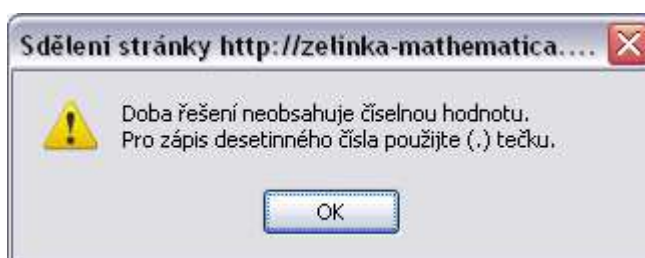 Sdělení stránky http://zelinka-mathematica....
Doba řešení neobsahuje číselnou hodnotu.
Pro zápis desetinného čísla použijte (.) tečku.
OK